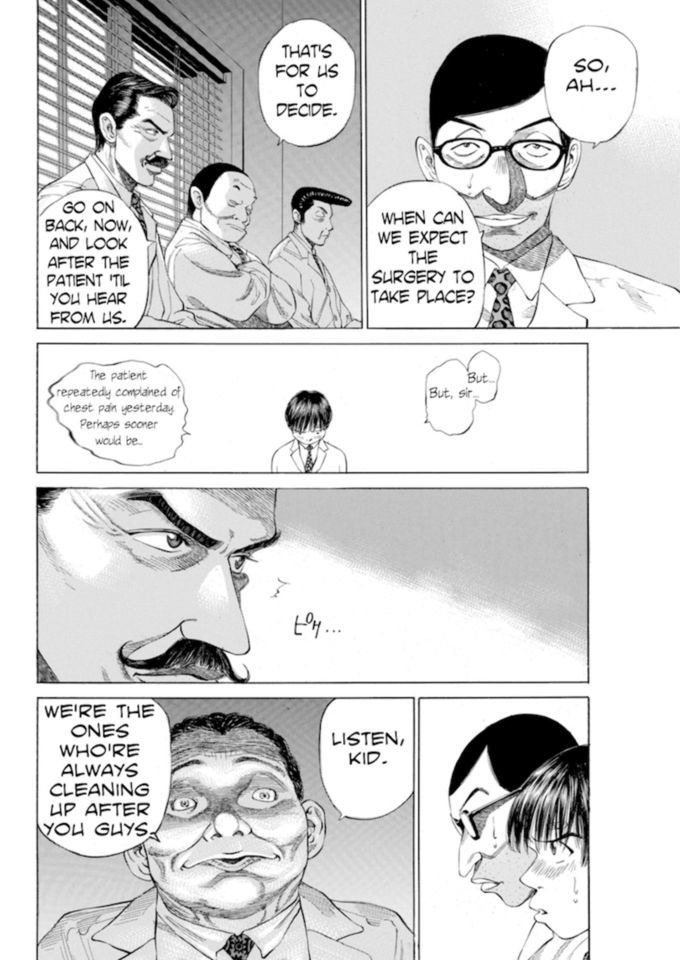 SO,
AH...
WHEN CAN
WE EXPECT
THE
SURGERY TO
TAKE PLACE?
THAT'S
FOR US
TO
DECIDE.
GO ON
BACK, NOW,
AND LOOK
AFTER THE
PATIENT 'TIL
YOU HEAR
FROM US.
But...
But, sir...
The patient
repeatedly complained of
chest pain yesterday.
Perhaps sooner
would be...
LISTEN,
KID.
WE'RE THE
ONES
WHO'RE
ALWAYS
CLEANING
UP AFTER
YOU GUYS.